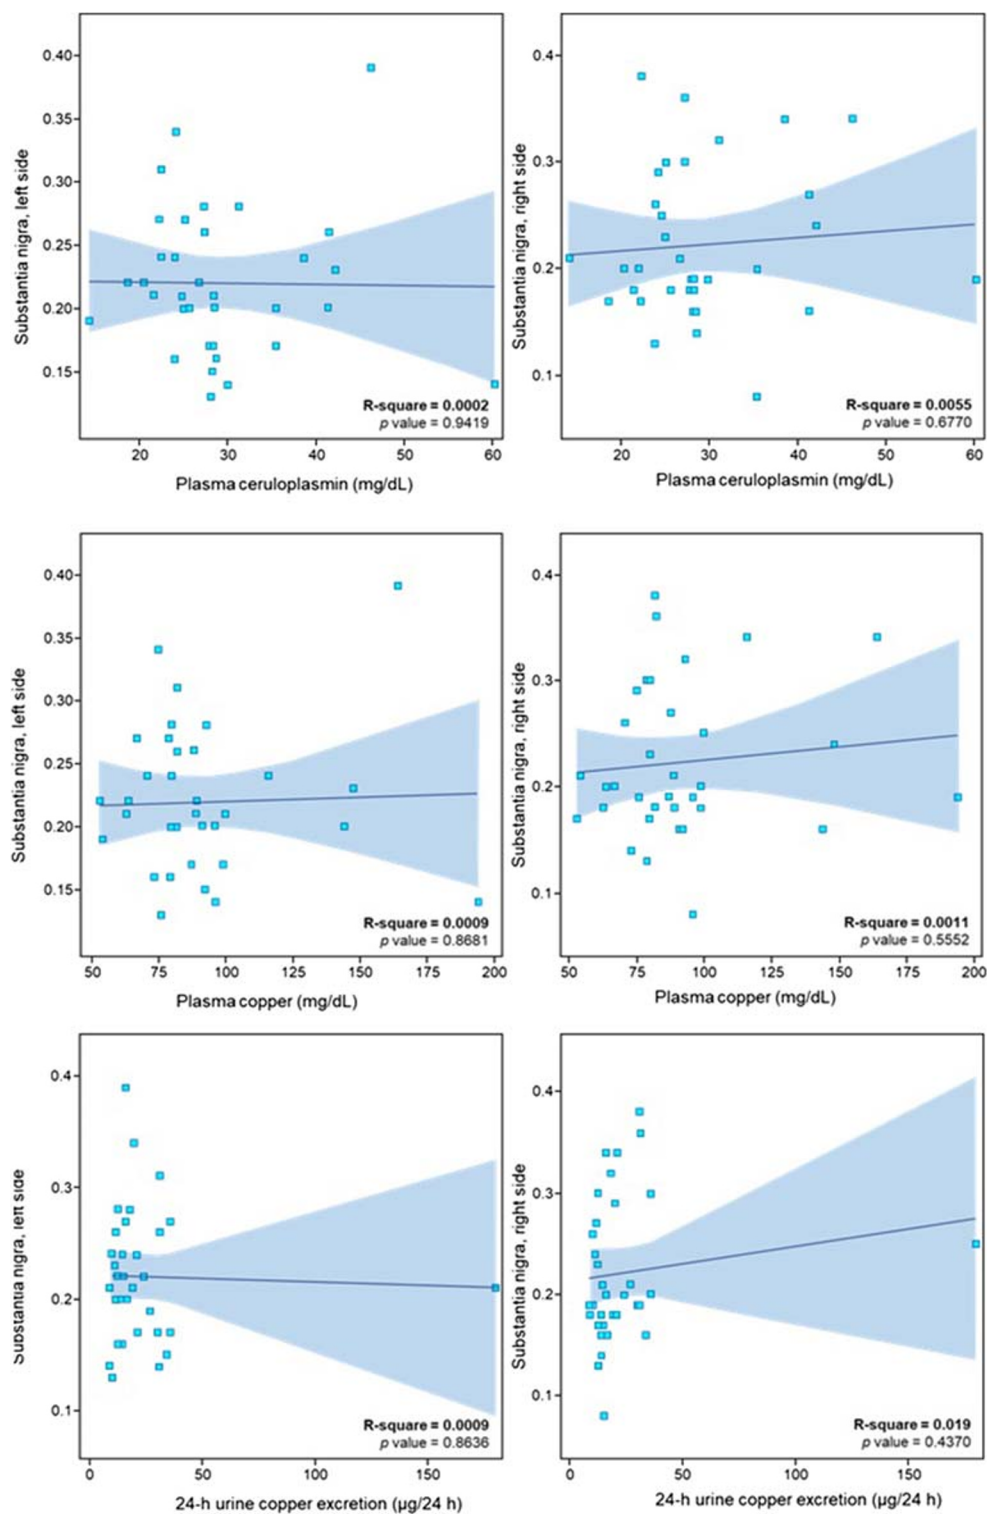 0.40
0.35
0.30
0.25
0.20
0.15
Substantia nigra, left side
R-square = 0.0002
p value = 0.9419
20 30 40 50 60
Plasma ceruloplasmin (mg/dL)
0.4
0.3
0.2
0.1
Substantia nigra, right side
R-square = 0.0055
p value = 0.6770
20 30 40 50 60
Plasma ceruloplasmin (mg/dL)
0.40
0.35
0.30
0.25
0.20
0.15
Substantia nigra, left side
R-square = 0.0009
p value = 0.8681
50 75 100 125 150 175 200
Plasma copper (mg/dL)
0.4
0.3
0.2
0.1
Substantia nigra, right side
R-square = 0.0011
p value = 0.5552
50 75 100 125 150 175 200
Plasma copper (mg/dL)
0.4
0.3
0.2
0.1
Substantia nigra, left side
R-square = 0.0009
p value = 0.8636
0 50 100 150
24-h urine copper excretion (µg/24 h)
0.4
0.3
0.2
0.1
Substantia nigra, right side
R-square = 0.019
p value = 0.4370
0 50 100 150
24-h urine copper excretion (µg/24 h)